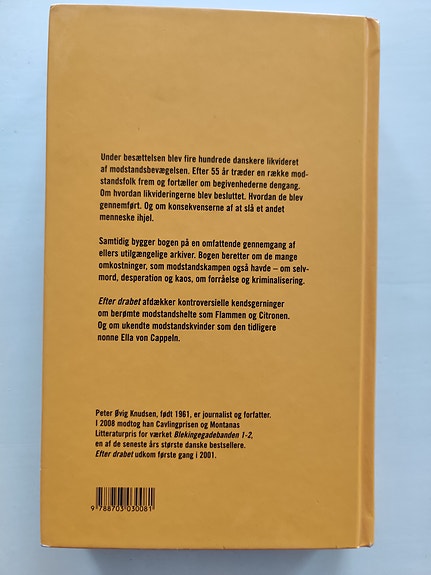 Under besættelsen blev fire hundrede danskere likvideret
af modstandsbevægelsen. Efter 55 år træder en række mod-
standsfolk frem og fortæller om begivenhederne dengang.
Om hvordan likvideringerne blev besluttet. Hvordan de blev
gennemført. Og om konsekvenserne af at slå et andet
menneske ihjel.
Samtidig bygger bogen på en omfattende gennemgang af
ellers utilgængelige arkiver. Bogen beretter om de mange
omkostninger, som modstandskampen også havde – om selv-
mord, desperation og kaos, om forråelse og kriminalisering.
Efter drabet afdækker kontroversielle kendsgerninger
om berømte modstandshelte som Flammen og Citronen.
Og om ukendte modstandskvinder som den tidligere
nonne Ella von Cappeln.
Peter Øvig Knudsen, født 1961, er journalist og forfatter.
I 2008 modtog han Cavlingprisen og Montanas
Litteraturpris for værket Blekingegadebanden 1-2,
en af de seneste års største danske bestsellere.
Efter drabet udkom første gang i 2001.
9 788703 030081